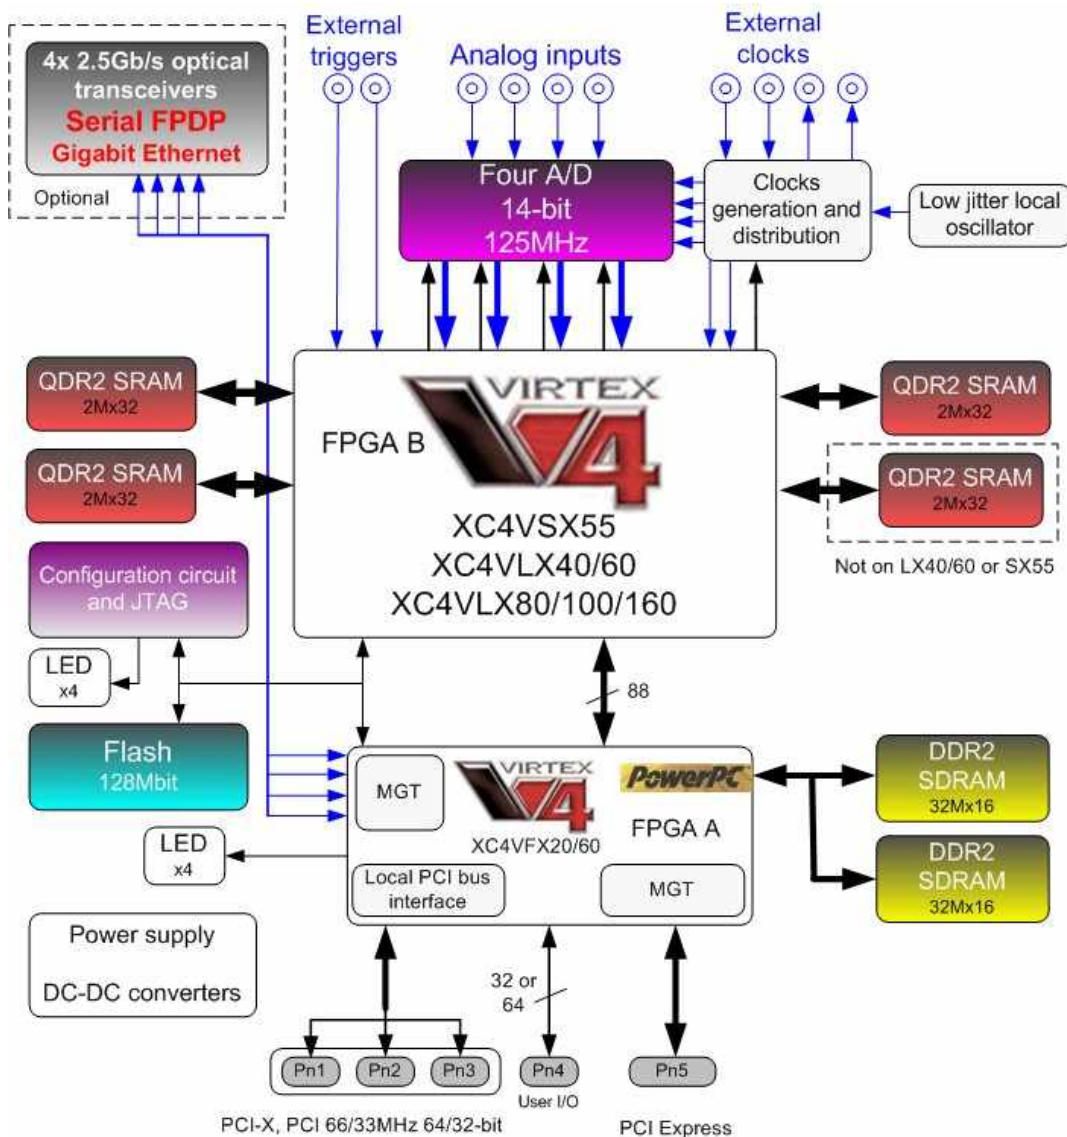 External
triggers
Analog inputs
External
clocks
4x 2.5Gb/s optical
transceivers
Serial FPDP
Gigabit Ethernet
Optional
Four A/D
14-bit
125MHz
Clocks
generation and
distribution
Low jitter local
oscillator
QDR2 SRAM
2Mx32
QDR2 SRAM
2Mx32
VIRTEX
4
FPGA B
XC4VSX55
XC4VLX40/60
XC4VLX80/100/160
QDR2 SRAM
2Mx32
QDR2 SRAM
2Mx32
Not on LX40/60 or SX55
Configuration circuit
and JTAG
LED
x4
88
Flash
128Mbit
MGT
VIRTEX
4
XC4VFX20/60
PowerPC
FPGA A
DDR2
SDRAM
32Mx16
LED
x4
Local PCI bus
interface
MGT
DDR2
SDRAM
32Mx16
Power supply
DC-DC converters
32 or
64
Pn1
Pn2
Pn3
Pn4
Pn5
User I/O
PCI-X, PCI 66/33MHz 64/32-bit
PCI Express